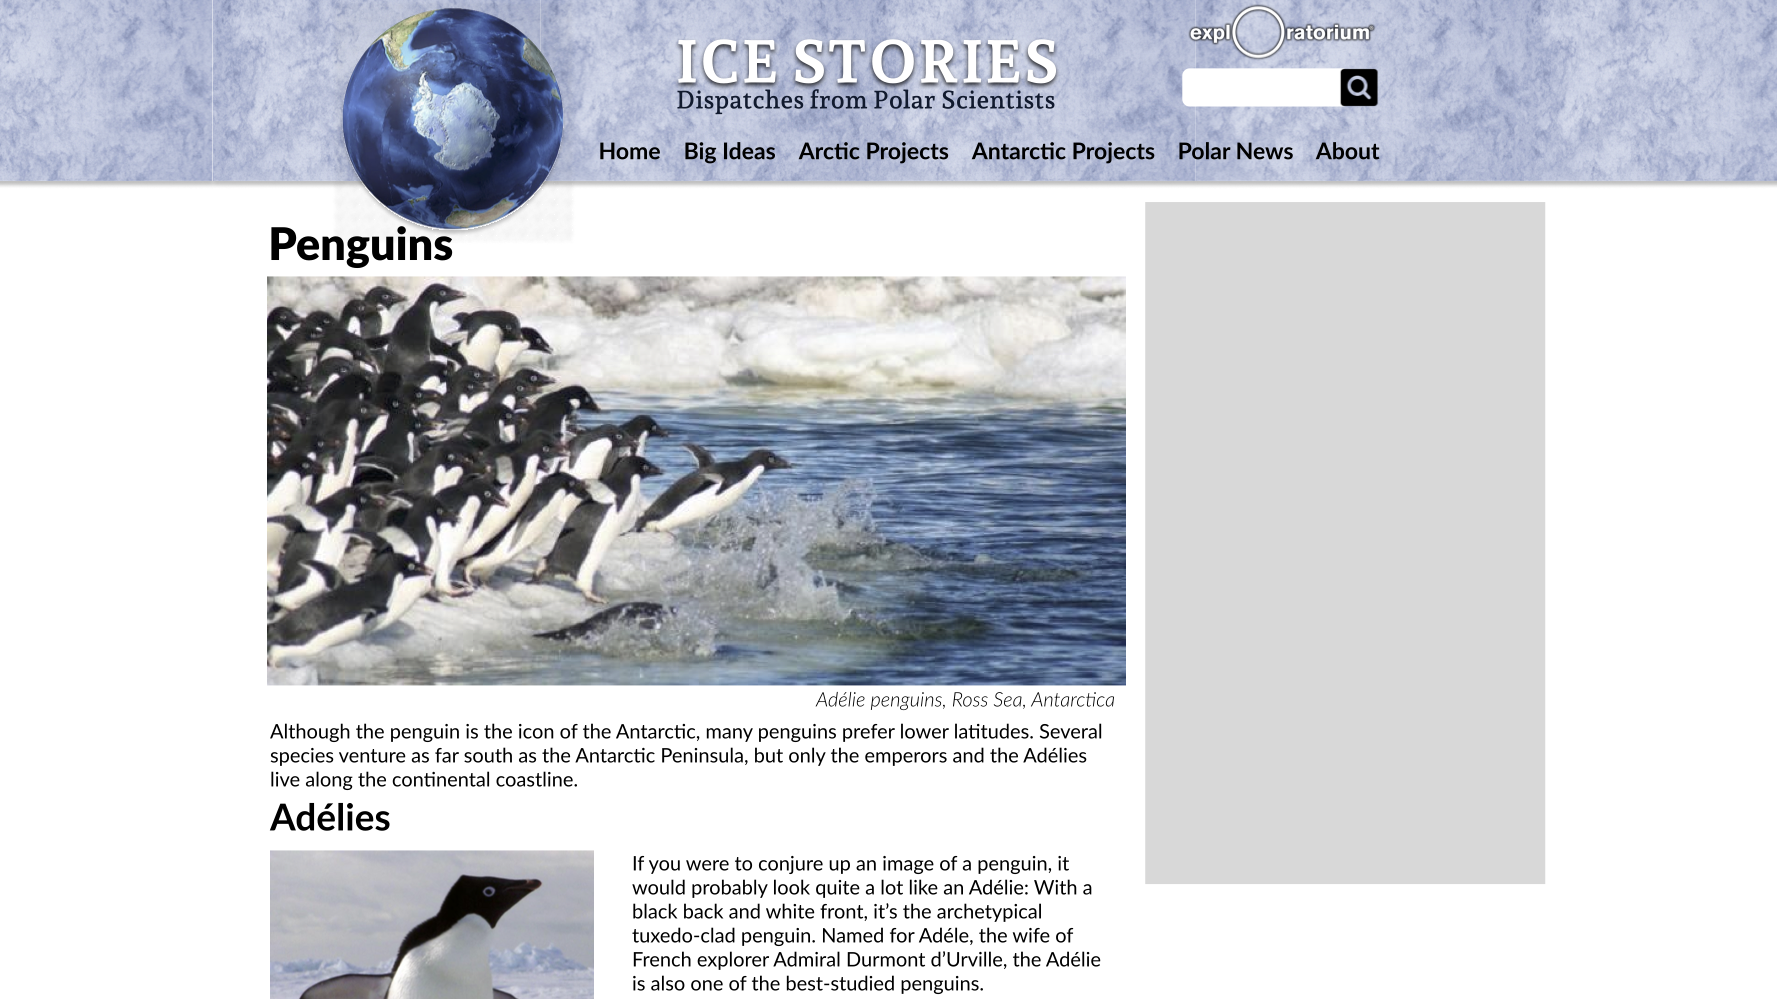 expl ratorium
ICE STORIES
Dispatches from Polar Scientists
Home Big Ideas Arctic Projects Antarctic Projects Polar News About
Penguins
Adélie penguins, Ross Sea, Antarctica
Although the penguin is the icon of the Antarctic, many penguins prefer lower latitudes. Several
species venture as far south as the Antarctic Peninsula, but only the emperors and the Adélies
live along the continental coastline.
Adélies
If you were to conjure up an image of a penguin, it
would probably look quite a lot like an Adélie: With a
black back and white front, it’s the archetypical
tuxedo-clad penguin. Named for Adéle, the wife of
French explorer Admiral Durmont d’Urville, the Adélie
is also one of the best-studied penguins.